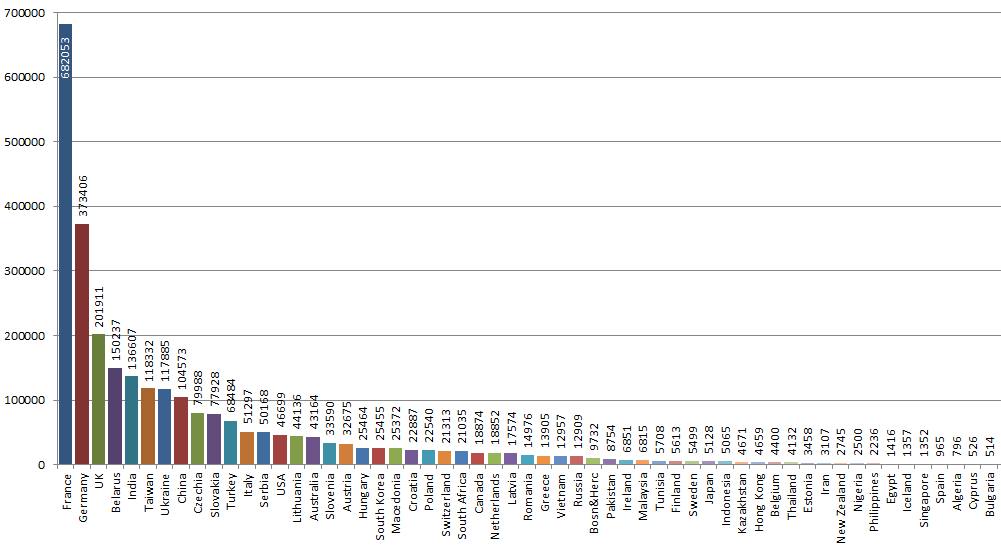 700000
600000
500000
400000
300000
200000
100000
0
682053
373406
201911
150237
136607
118332
117885
104573
79988
77928
68484
51297
50168
46699
44136
43164
33590
32675
25464
25455
25372
22887
22540
21313
21035
18874
18852
17574
14976
13905
12957
12909
9732
8754
6851
6815
5708
5613
5499
5128
5065
4671
4659
4400
4132
3458
3107
2745
2500
2236
1416
1357
1352
965
796
526
514
France
Germany
UK
Belarus
India
Taiwan
Ukraine
China
Czechia
Slovakia
Turkey
Italy
Serbia
USA
Lithuania
Australia
Slovenia
Austria
Hungary
South Korea
Macedonia
Croatia
Poland
Switzerland
South Africa
Canada
Netherlands
Latvia
Romania
Greece
Vietnam
Russia
Bosn&Herc
Pakistan
Ireland
Malaysia
Tunisia
Finland
Sweden
Japan
Indonesia
Kazakhstan
Hong Kong
Belgium
Thailand
Estonia
Iran
New Zealand
Nigeria
Philippines
Egypt
Iceland
Singapore
Spain
Algeria
Cyprus
Bulgaria